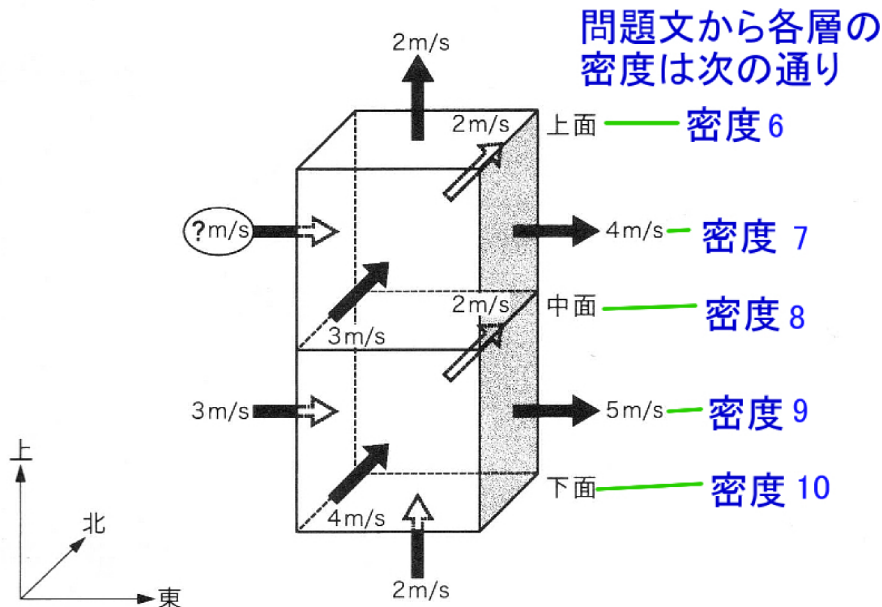 問題文から各層の
密度は次の通り
2m/s
2m/s
上面
密度6
?m/s
4m/s
密度 7
3m/s
2m/s
中面
密度8
3m/s
5m/s
密度9
4m/s
下面
密度10
2m/s
上
北
東